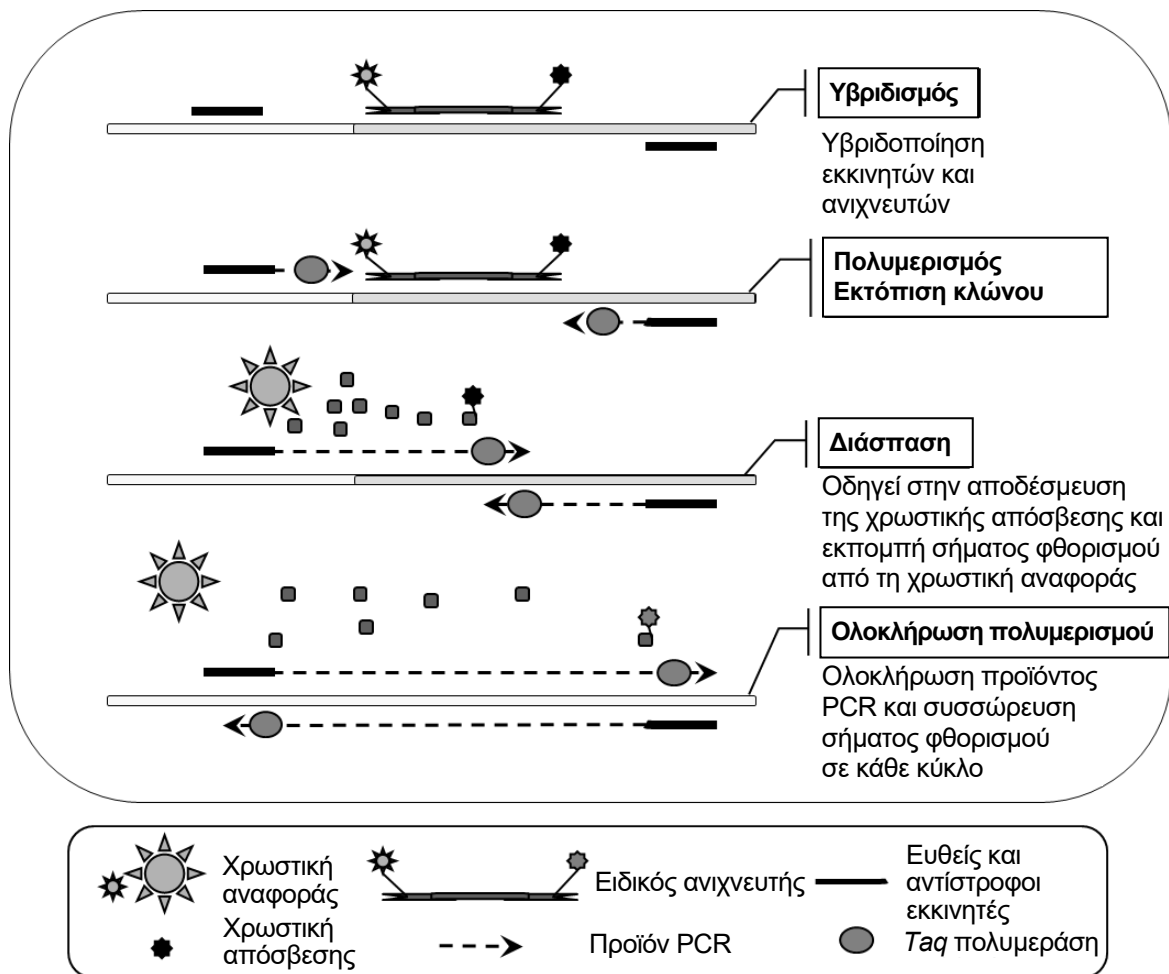 Υβριδισμός
Υβριδοποίηση
εκκινητών και
ανιχνευτών
Πολυμερισμός
Εκτόπιση κλώνου
Διάσπαση
Οδηγεί στην αποδέσμευση
της χρωστικής απόσβεσης και
εκπομπή σήματος φθορισμού
από τη χρωστική αναφοράς
Ολοκλήρωση πολυμερισμού
Ολοκλήρωση προϊόντος
PCR και συσσώρευση
σήματος φθορισμού
σε κάθε κύκλο
Χρωστική
αναφοράς
Χρωστική
απόσβεσης
Ειδικός ανιχνευτής
Προϊόν PCR
Ευθείς και
αντίστροφοι
εκκινητές
Taq πολυμεράση